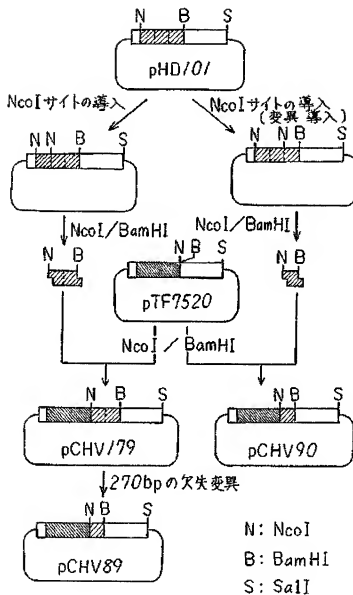 N B S
pHD101
NcoIサイトの導入
NcoIサイトの導入
(変異導入)
N N B S
N N B S
NcoI/BamHI
NcoI/BamHI
N B
N B S
N B
pTF7520
NcoI/BamHI
N B S
N B S
pCHV179
pCHV90
270bpの欠失変異
N B S
pCHV89
N: NcoI
B: BamHI
S: SalI